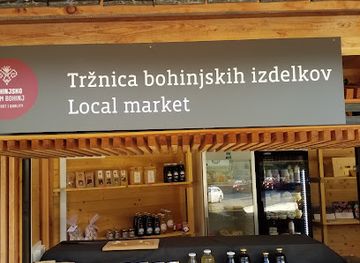 Tržnica bohinjskih izdelkov
Local market